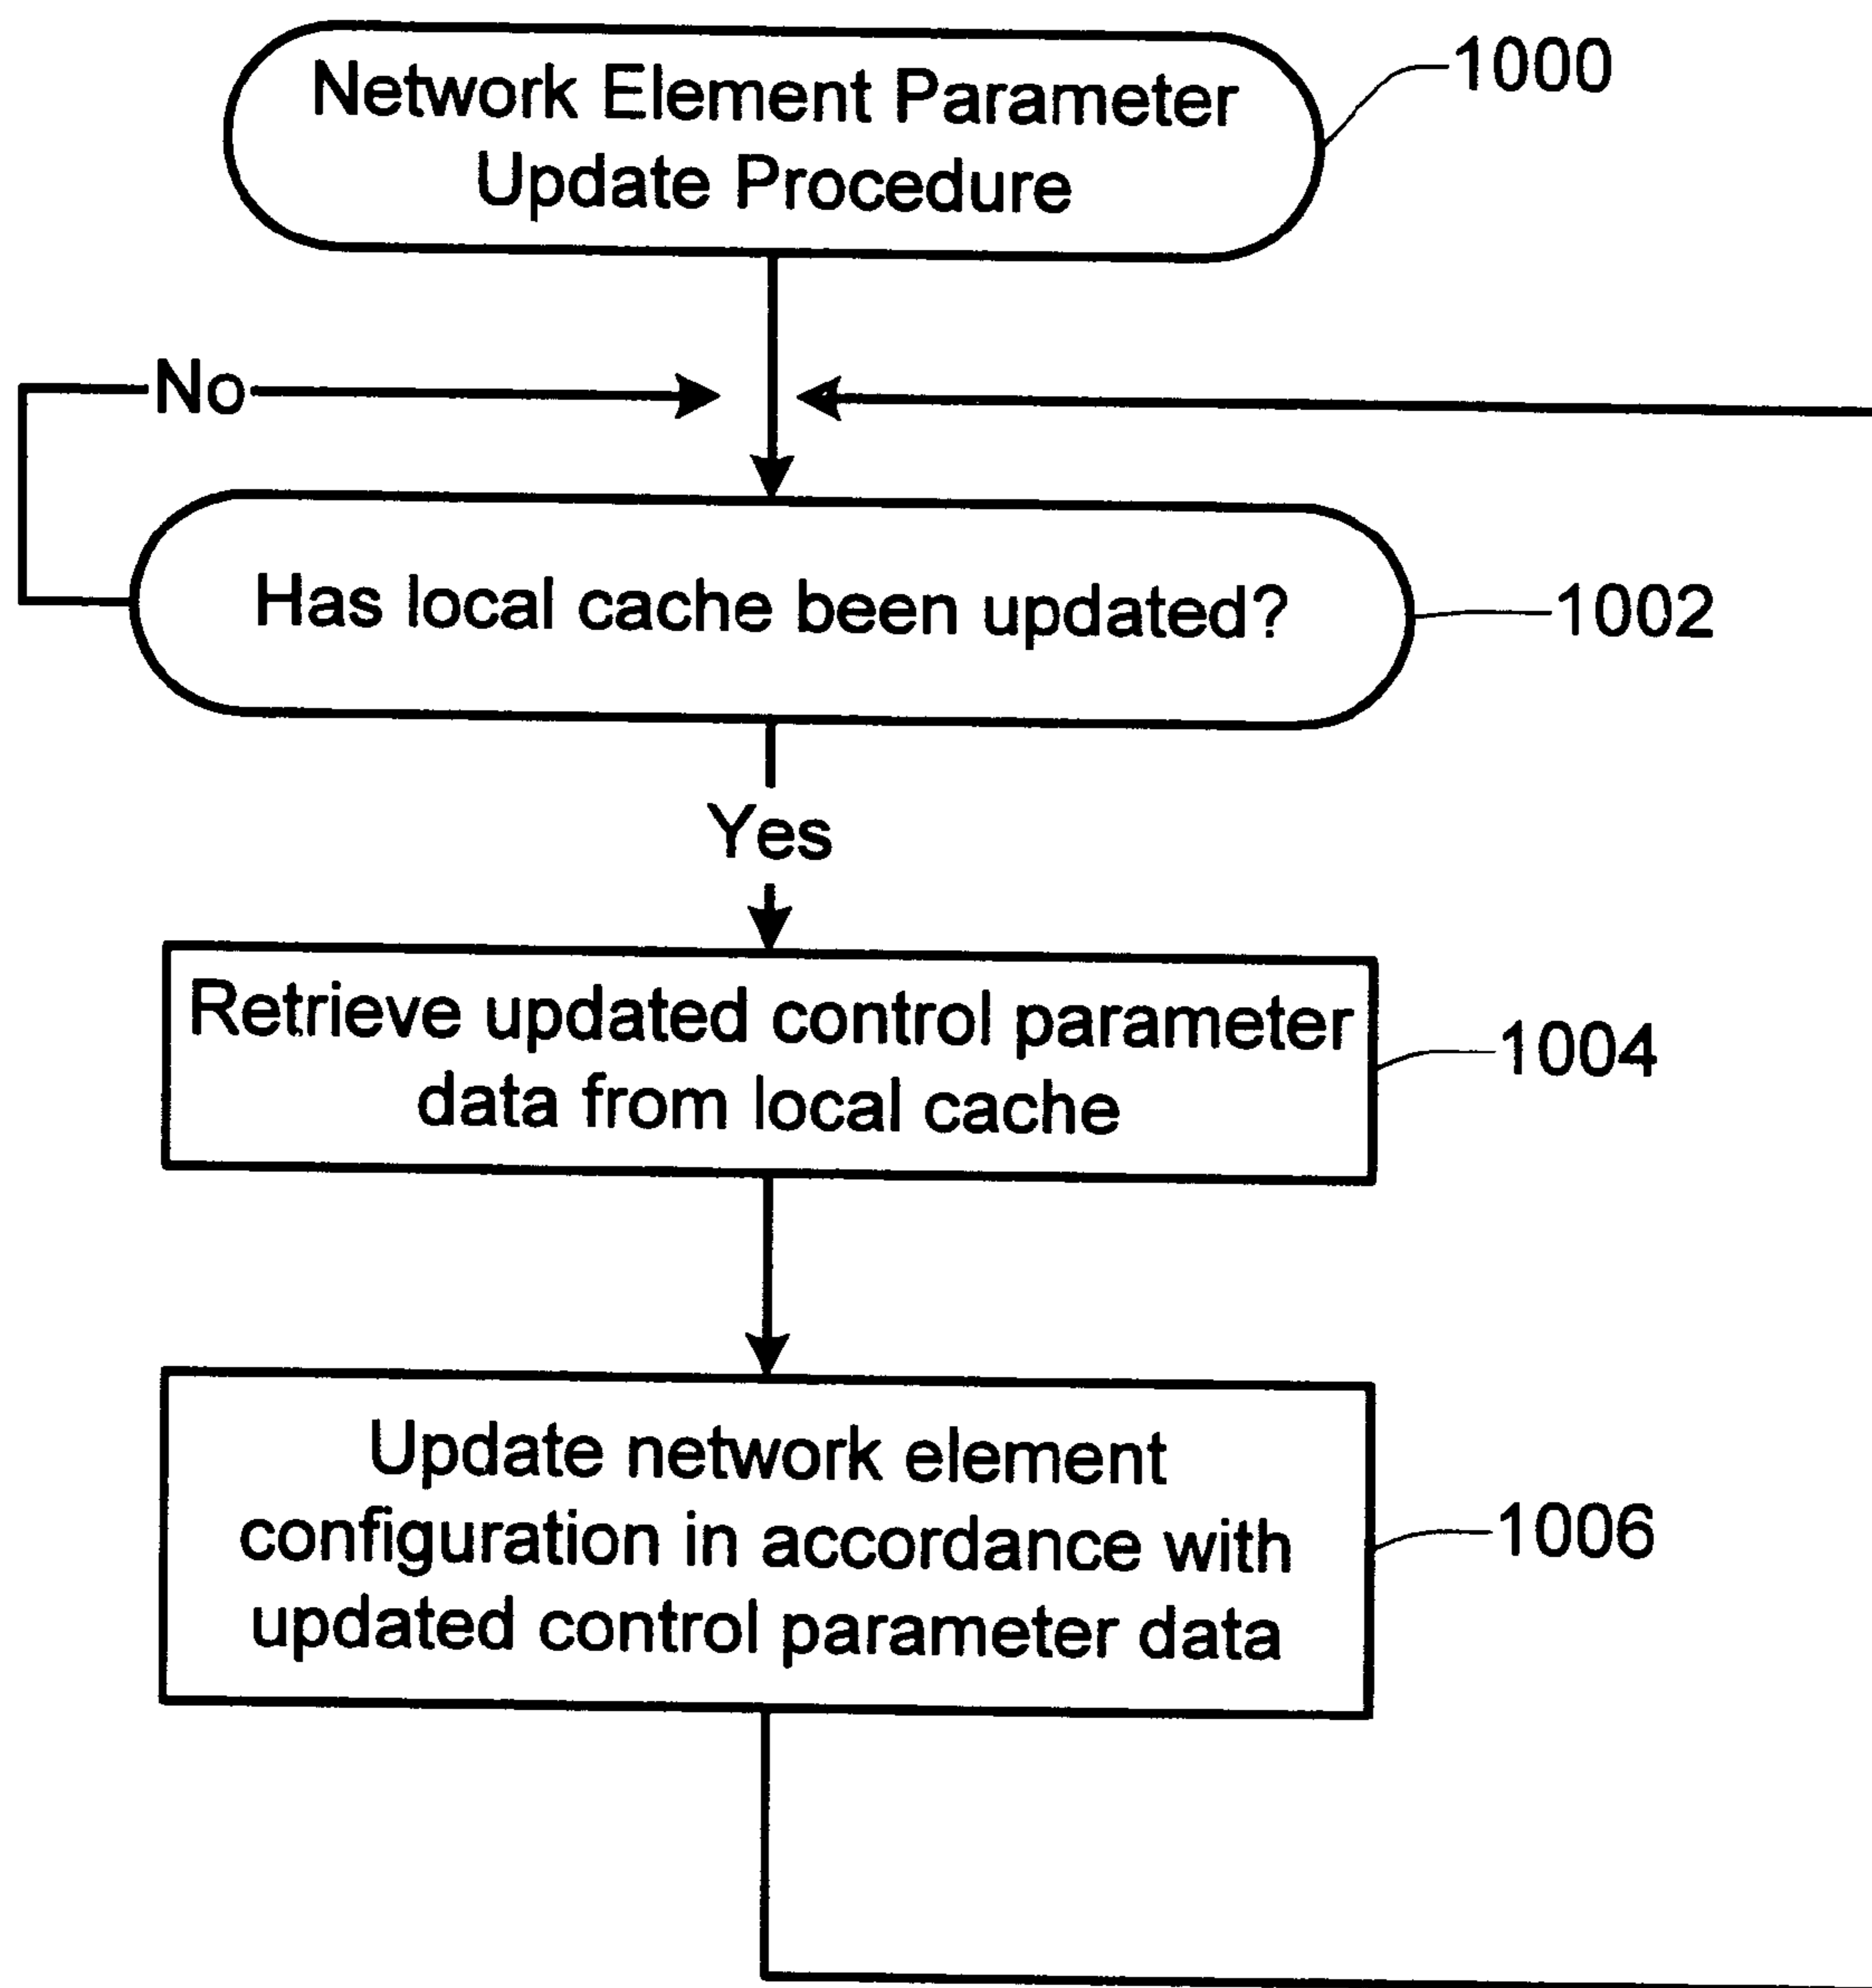 Network Element Parameter
Update Procedure
1000
No
Has local cache been updated?
1002
Yes
Retrieve updated control parameter
data from local cache
1004
Update network element
configuration in accordance with
updated control parameter data
1006